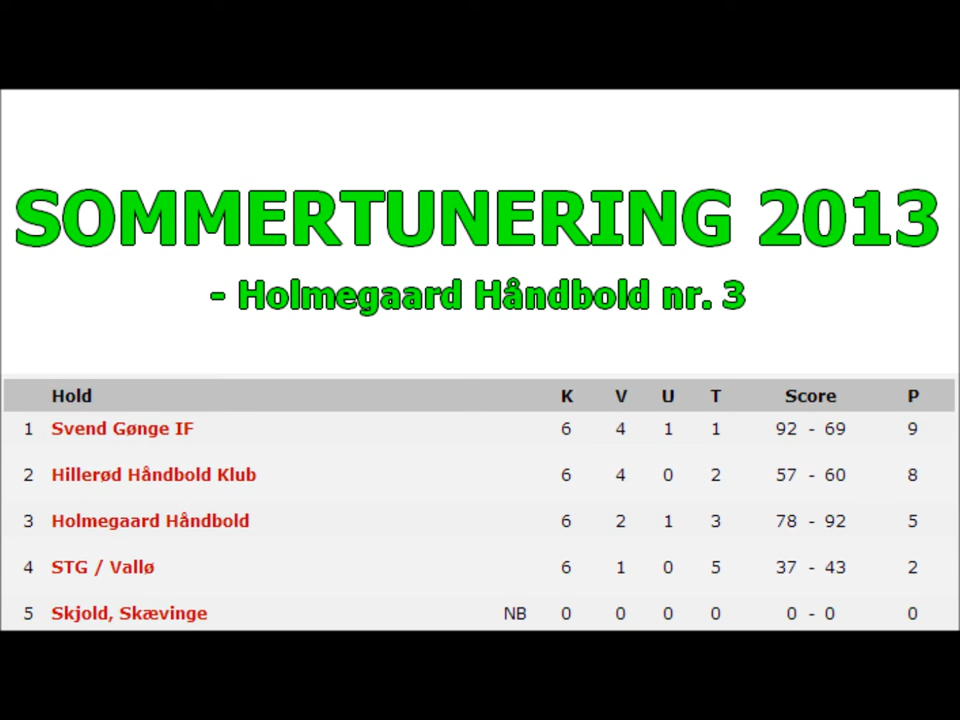 SOMMERTUNERING 2013
- Holmegaard Håndbold nr. 3
Hold K V U T Score P
1 Svend Gønge IF 6 4 1 1 92 - 69 9
2 Hillerød Håndbold Klub 6 4 0 2 57 - 60 8
3 Holmegaard Håndbold 6 2 1 3 78 - 92 5
4 STG / Vallø 6 1 0 5 37 - 43 2
5 Skjold, Skævinge NB 0 0 0 0 0 - 0 0